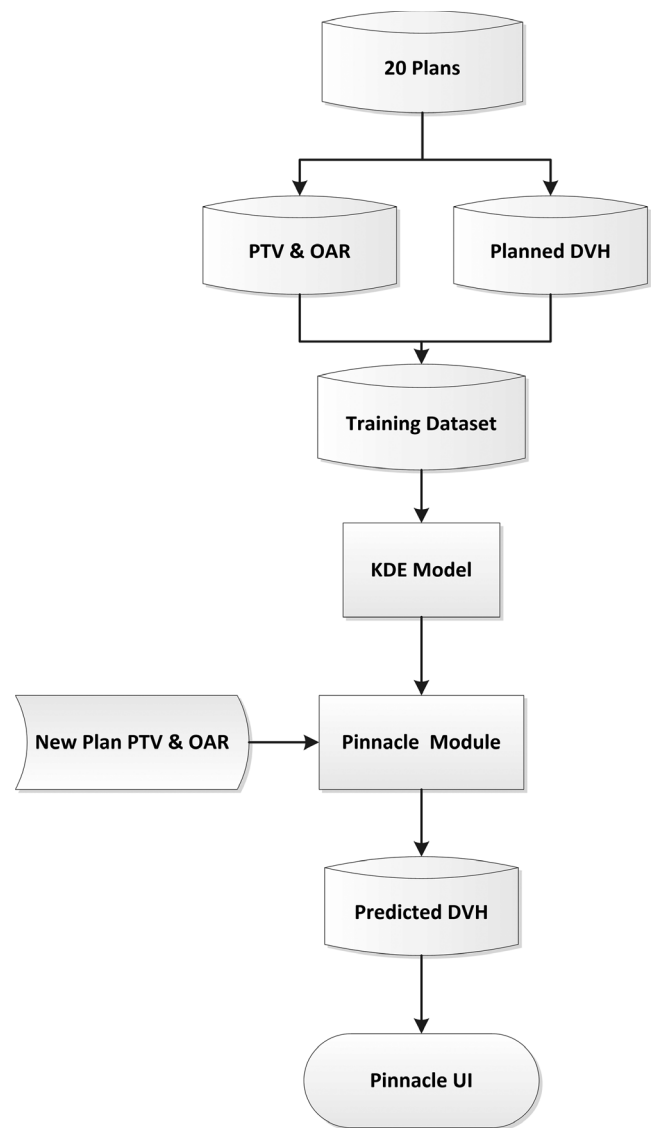 20 Plans
PTV & OAR
Planned DVH
Training Dataset
KDE Model
New Plan PTV & OAR
Pinnacle Module
Predicted DVH
Pinnacle UI